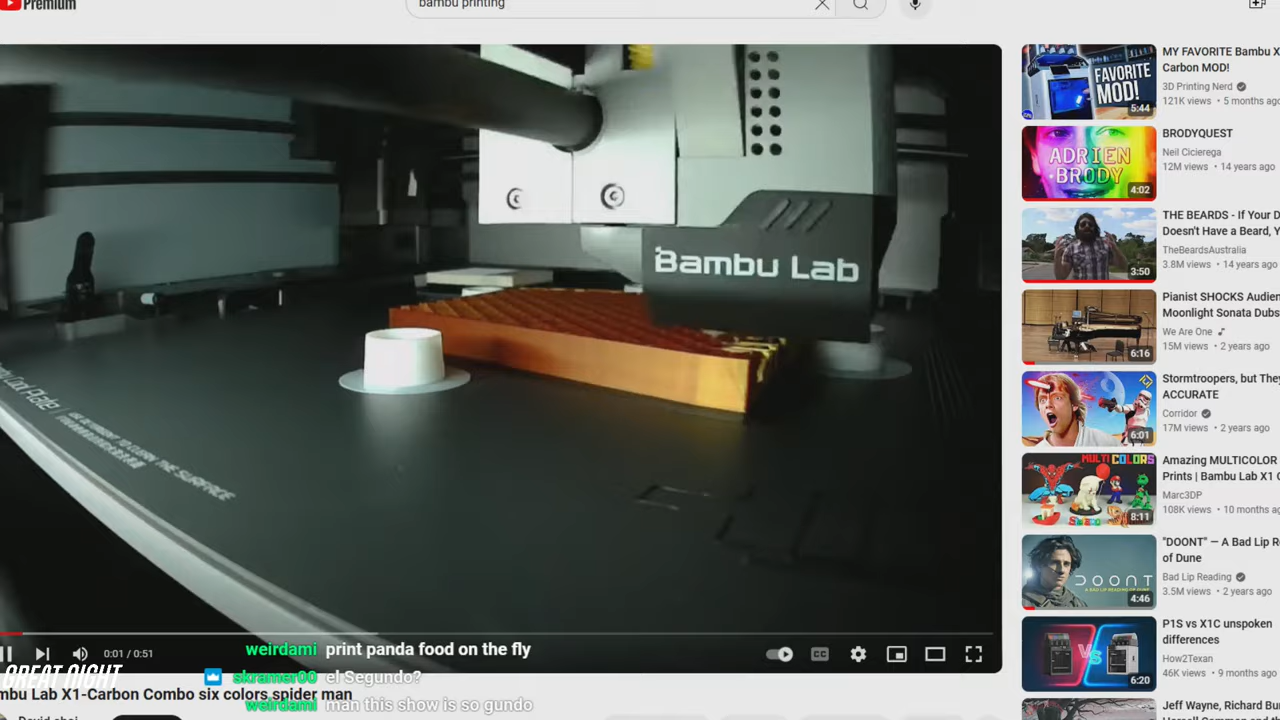 Premium
bambu printing
Bambu Lab
0:01 / 0:51
weirdami print panda food on the fly
skramer00 el Segundo?
weirdami man this show is so gundo
GREAT NIGHT
mbu Lab X1-Carbon Combo six colors spider man
FAVORITE
MOD!
5:44
MY FAVORITE Bambu X
Carbon MOD!
3D Printing Nerd
121K views • 5 months ago
ADRIEN
BRODY
4:02
BRODYQUEST
Neil Cicierega
12M views • 14 years ago
3:50
THE BEARDS - If Your D
Doesn't Have a Beard, Y
TheBeardsAustralia
3.8M views • 14 years ago
6:16
Pianist SHOCKS Audien
Moonlight Sonata Dubs
We Are One
15M views • 2 years ago
6:01
Stormtroopers, but They
ACCURATE
Corridor
17M views • 2 years ago
MULTICOLORS
8:11
Amazing MULTICOLOR
Prints | Bambu Lab X1 C
Marc3DP
108K views • 10 months ag
DOONT
4:46
"DOONT" — A Bad Lip R
of Dune
Bad Lip Reading
3.5M views • 2 years ago
VS
6:20
P1S vs X1C unspoken
differences
How2Texan
46K views • 9 months ago
Jeff Wayne, Richard Bur